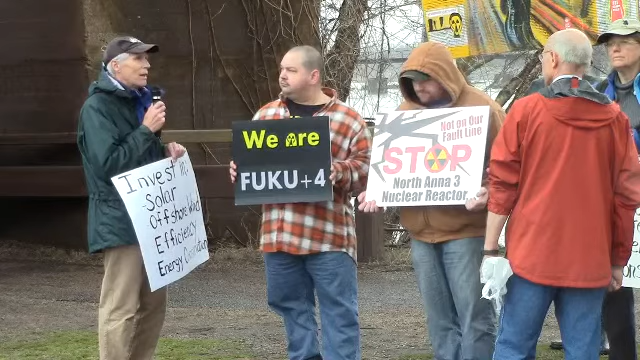 Invest in:
Solar
Offshore Wind
Efficiency
Energy
We are
FUKU+4
Not on Our
Fault Line
STOP
North Anna 3
Nuclear Reactor